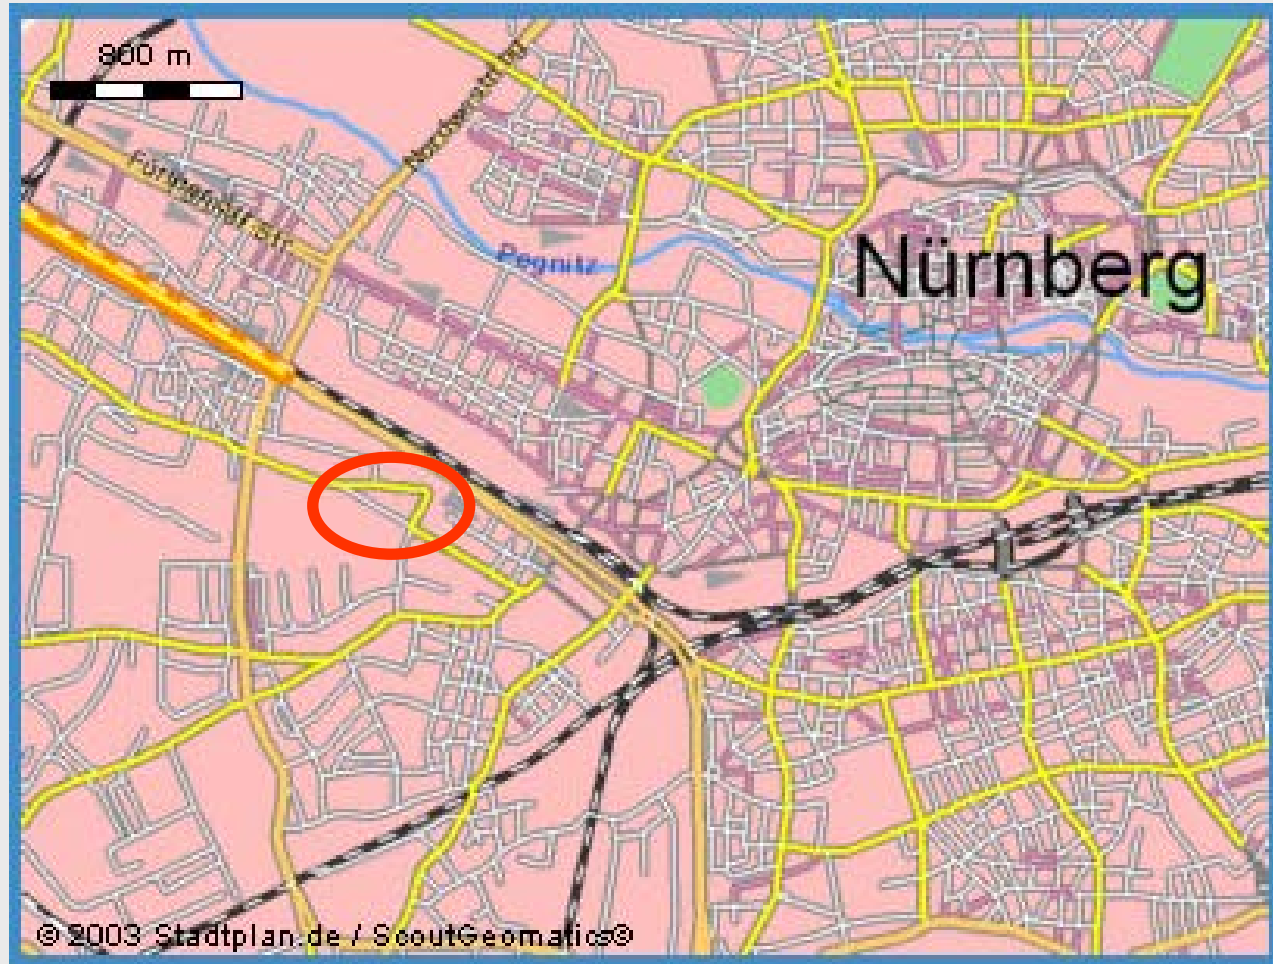 800 m
Nordwestring
Fürther Str.
Pegnitz
Nürnberg
© 2003 Stadtplan.de / ScoutGeomatics®